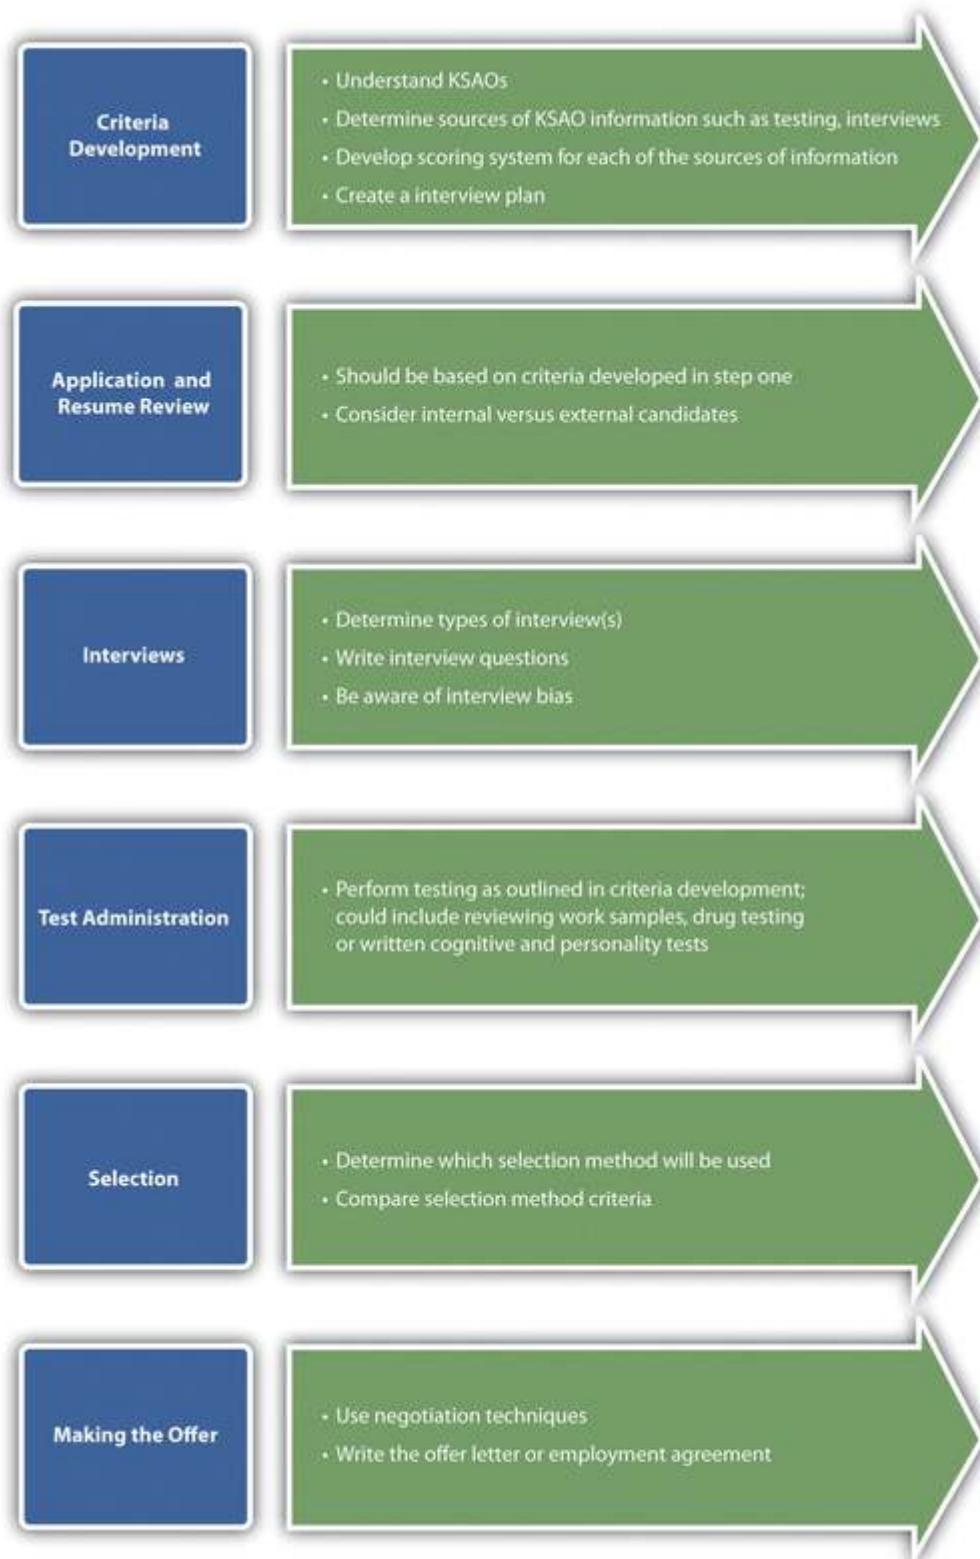 Criteria
Development
• Understand KSAOs
• Determine sources of KSAO information such as testing, interviews
• Develop scoring system for each of the sources of information
• Create a interview plan
Application and
Resume Review
• Should be based on criteria developed in step one
• Consider internal versus external candidates
Interviews
• Determine types of interview(s)
• Write interview questions
• Be aware of interview bias
Test Administration
• Perform testing as outlined in criteria development;
could include reviewing work samples, drug testing
or written cognitive and personality tests
Selection
• Determine which selection method will be used
• Compare selection method criteria
Making the Offer
• Use negotiation techniques
• Write the offer letter or employment agreement